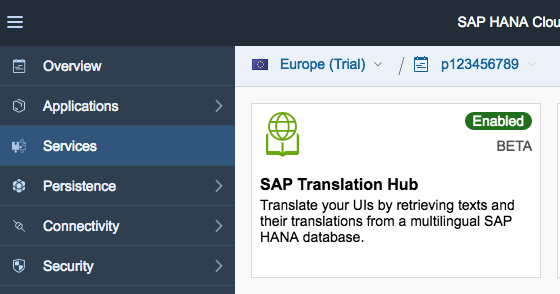 SAP HANA Clou
Overview
Applications
Services
Persistence
Connectivity
Security
Europe (Trial)
p123456789
Enabled
BETA
SAP Translation Hub
Translate your UIs by retrieving texts and
their translations from a multilingual SAP
HANA database.